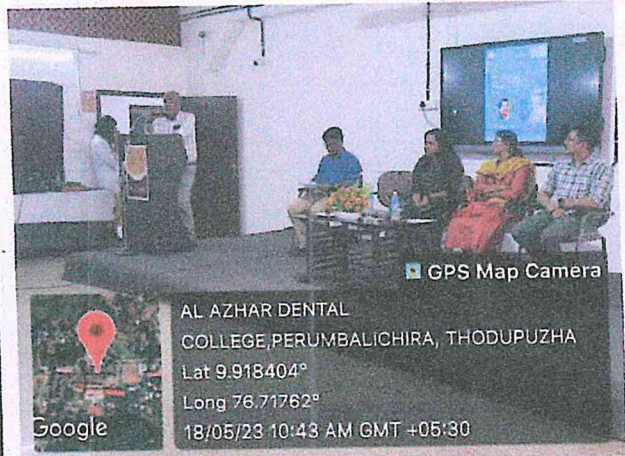 GPS Map Camera
AL AZHAR DENTAL
COLLEGE,PERUMBALICHIRA, THODUPUZHA
Lat 9.918404°
Long 76.71762°
18/05/23 10:43 AM GMT +05:30
Google